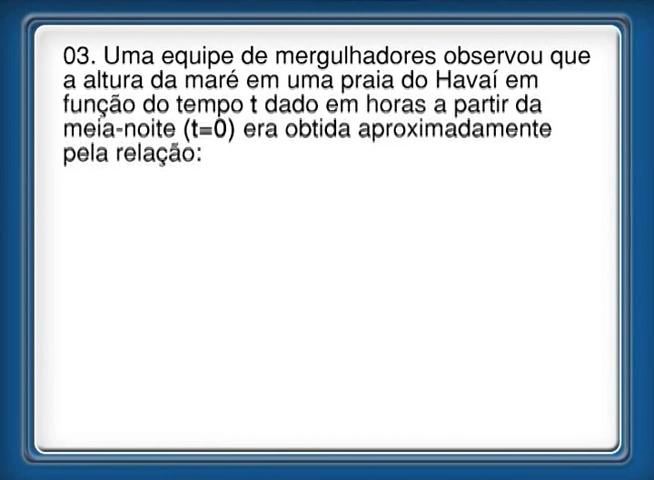 03. Uma equipe de mergulhadores observou que
a altura da maré em uma praia do Havaí em
função do tempo t dado em horas a partir da
meia-noite (t=0) era obtida aproximadamente
pela relação: